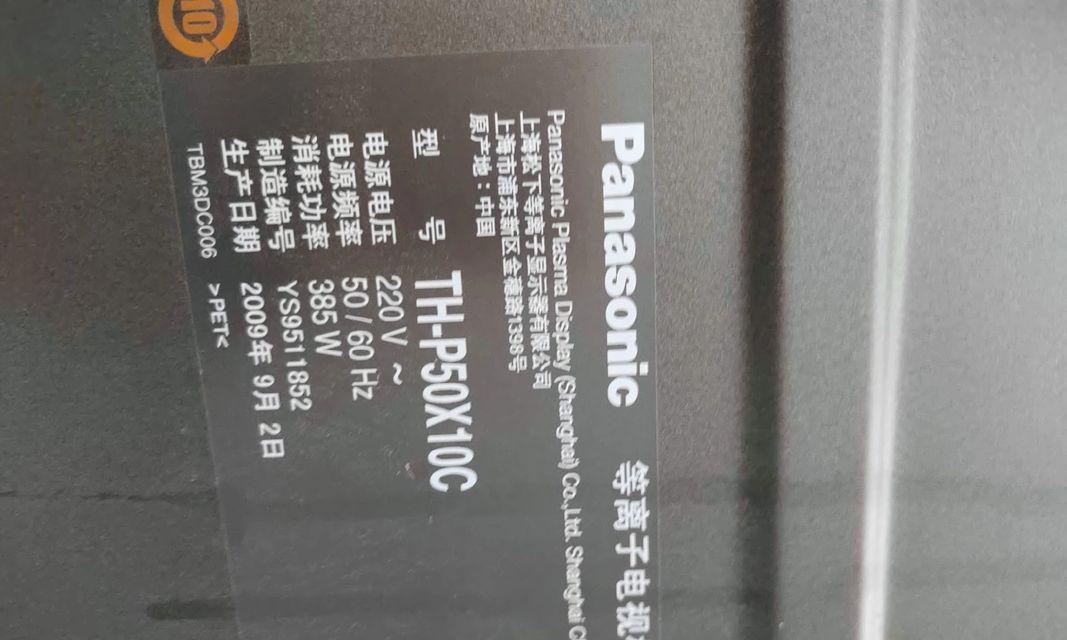 Panasonic 等离子电视
Panasonic Plasma Display (Shanghai) Co.,Ltd. Shanghai
上海松下等离子显示器有限公司
上海市浦东新区金穗路1398号
原产地：中国
型 号 TH-P50X10C
电源电压 220 V ~
电源频率 50 / 60 Hz
消耗功率 385 W
制造编号 YS9511852
生产日期 2009年 9月 2日
TBM3DC006 >PET<
10